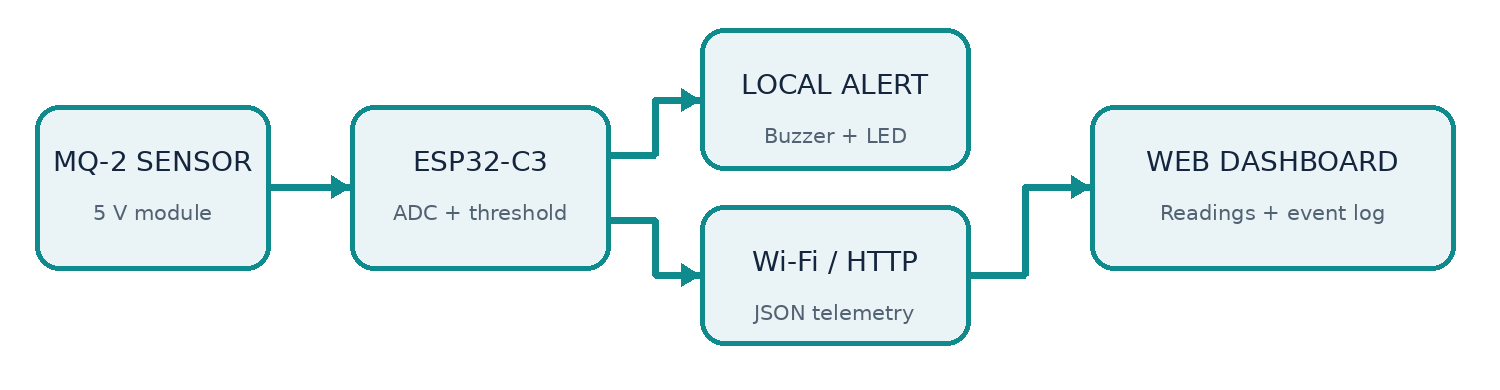 MQ-2 SENSOR
5 V module
ESP32-C3
ADC + threshold
LOCAL ALERT
Buzzer + LED
Wi-Fi / HTTP
JSON telemetry
WEB DASHBOARD
Readings + event log